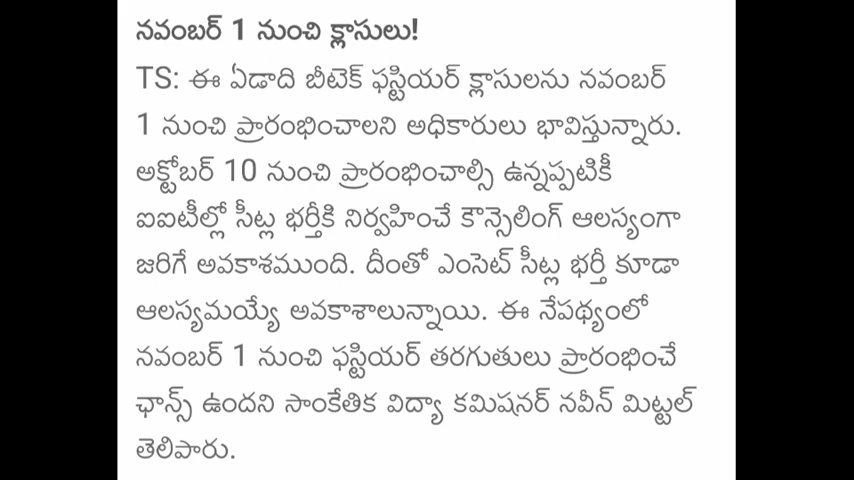 నవంబర్ 1 నుంచి క్లాసులు!
TS: ఈ ఏడాది బీటెక్ ఫస్టియర్ క్లాసులను నవంబర్
1 నుంచి ప్రారంభించాలని అధికారులు భావిస్తున్నారు.
అక్టోబర్ 10 నుంచి ప్రారంభించాల్సి ఉన్నప్పటికీ
ఐఐటీల్లో సీట్ల భర్తీకి నిర్వహించే కౌన్సెలింగ్ ఆలస్యంగా
జరిగే అవకాశముంది. దీంతో ఎంసెట్ సీట్ల భర్తీ కూడా
ఆలస్యమయ్యే అవకాశాలున్నాయి. ఈ నేపథ్యంలో
నవంబర్ 1 నుంచి ఫస్టియర్ తరగుతులు ప్రారంభించే
ఛాన్స్ ఉందని సాంకేతిక విద్యా కమిషనర్ నవీన్ మిట్టల్
తెలిపారు.